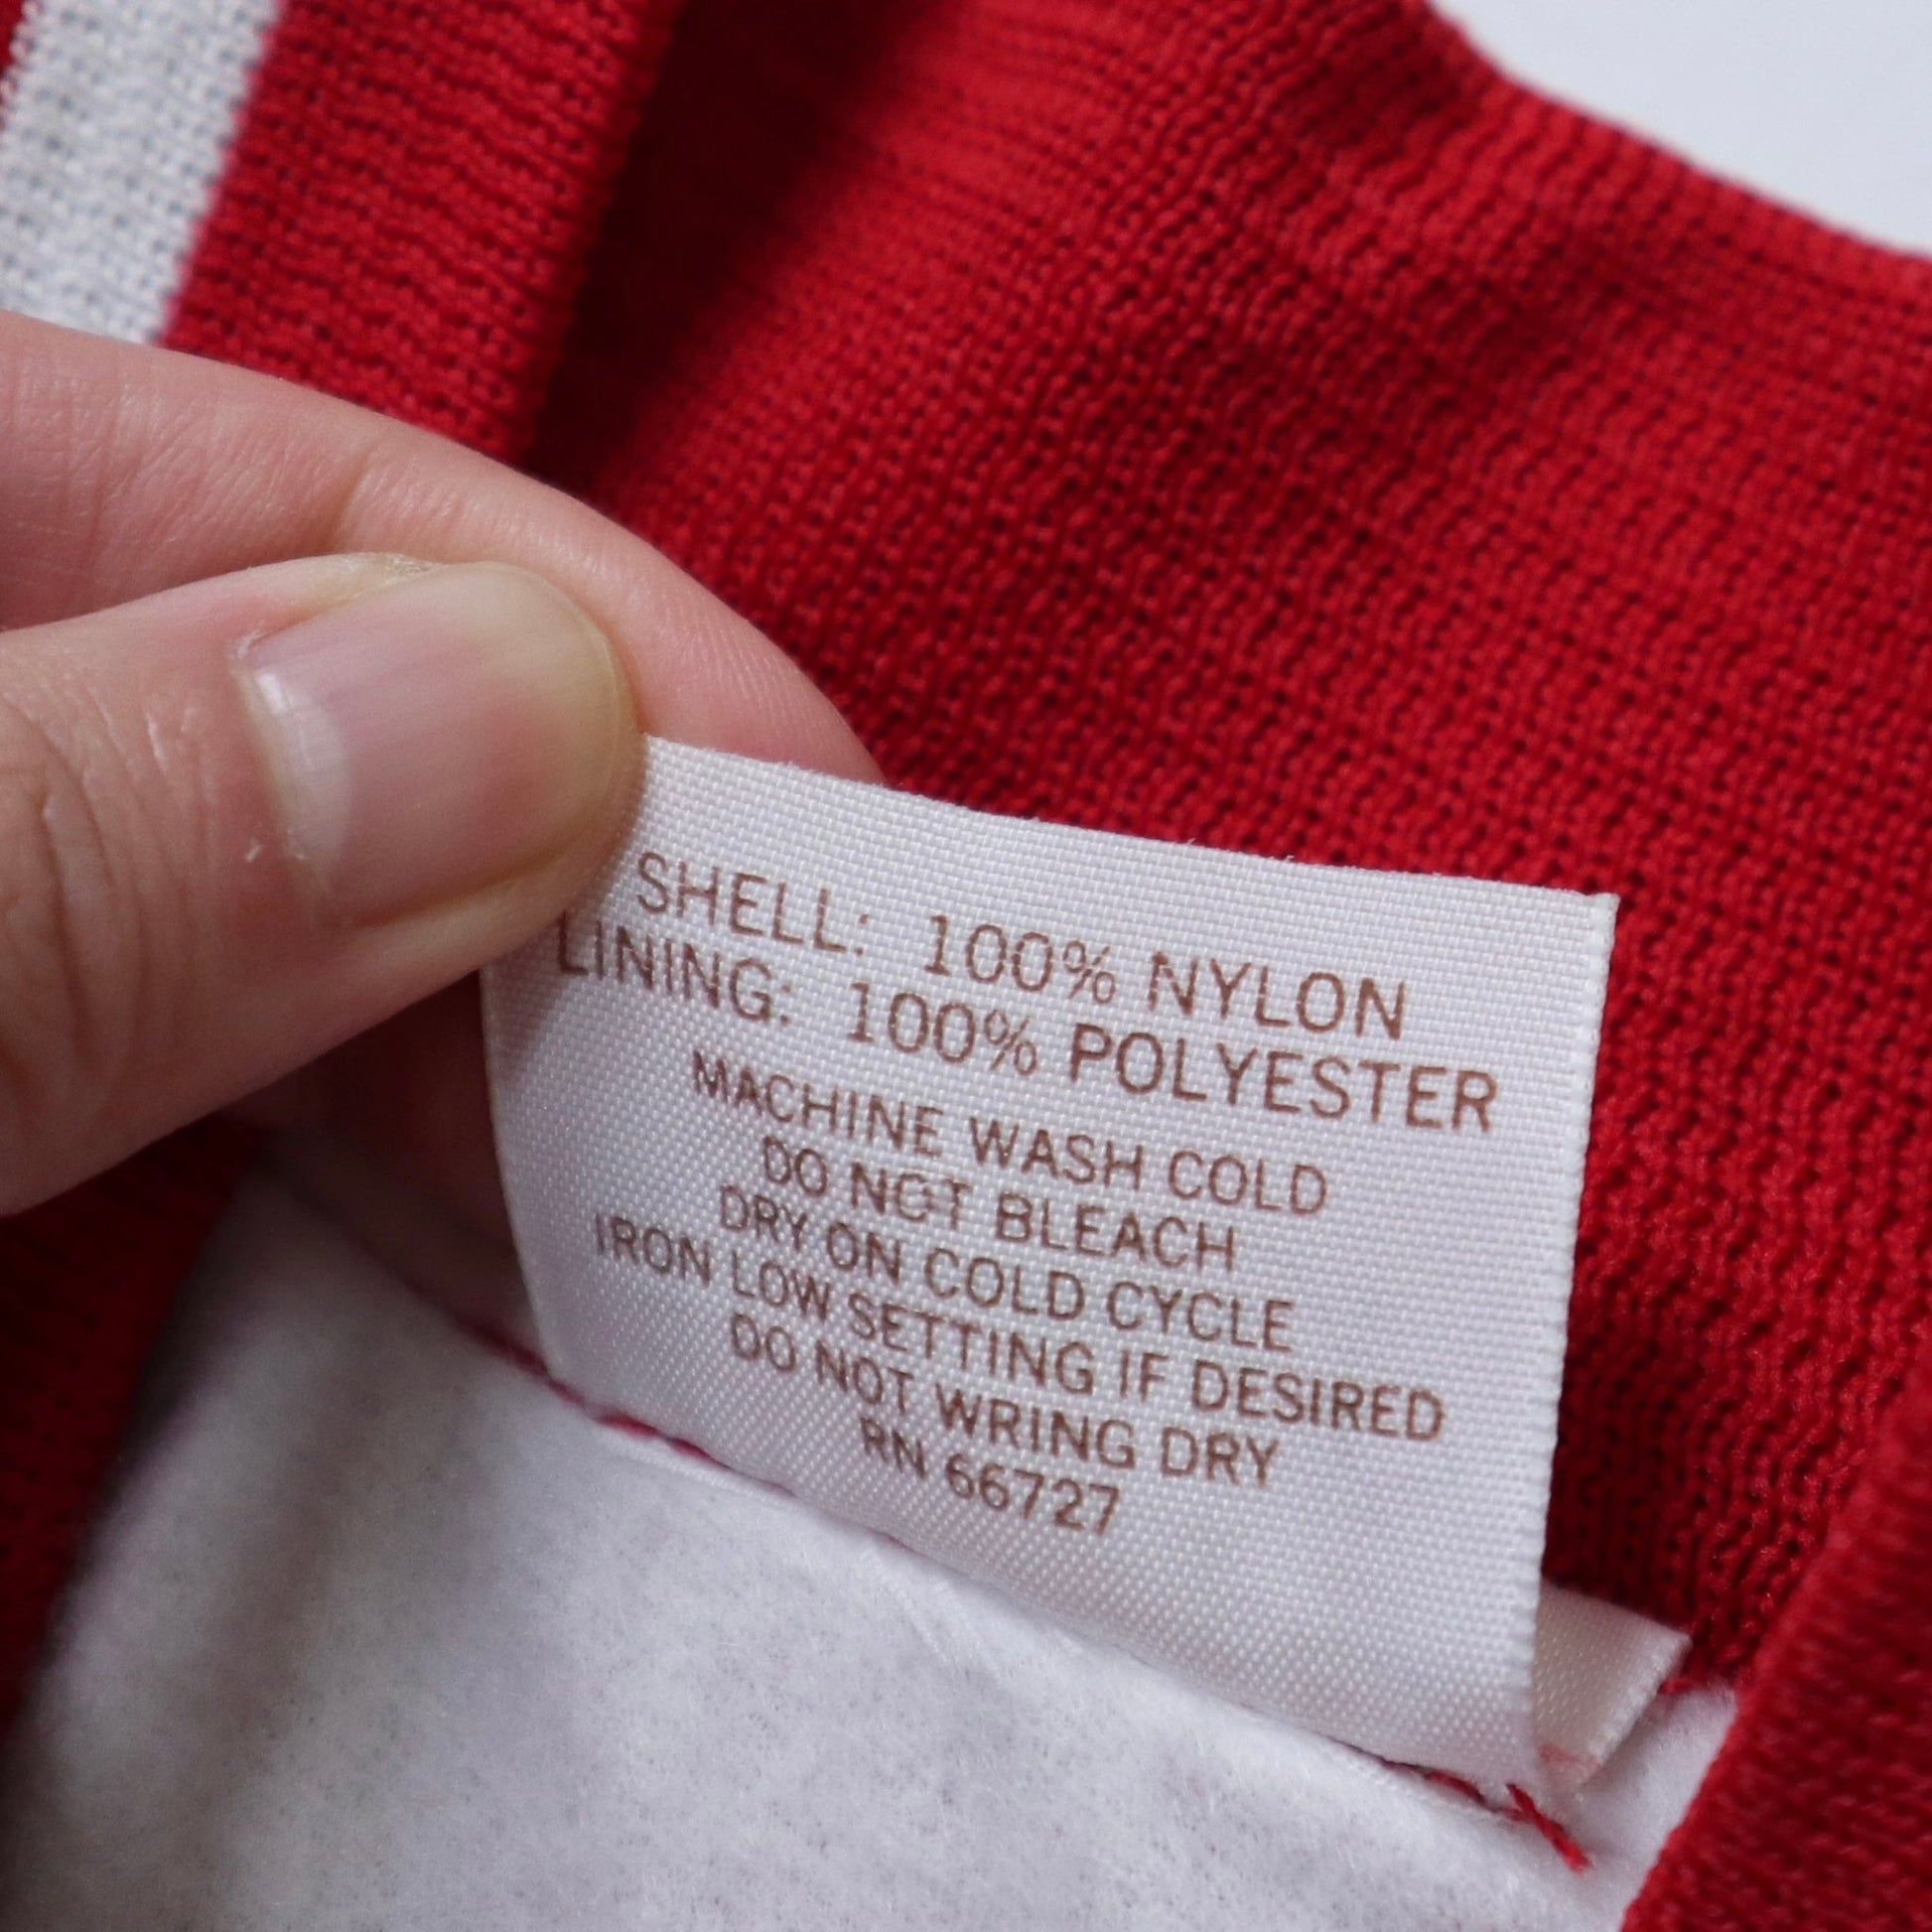 SHELL: 100% NYLON
LINING: 100% POLYESTER
MACHINE WASH COLD
DO NOT BLEACH
DRY ON COLD CYCLE
IRON LOW SETTING IF DESIRED
DO NOT WRING DRY
RN 66727